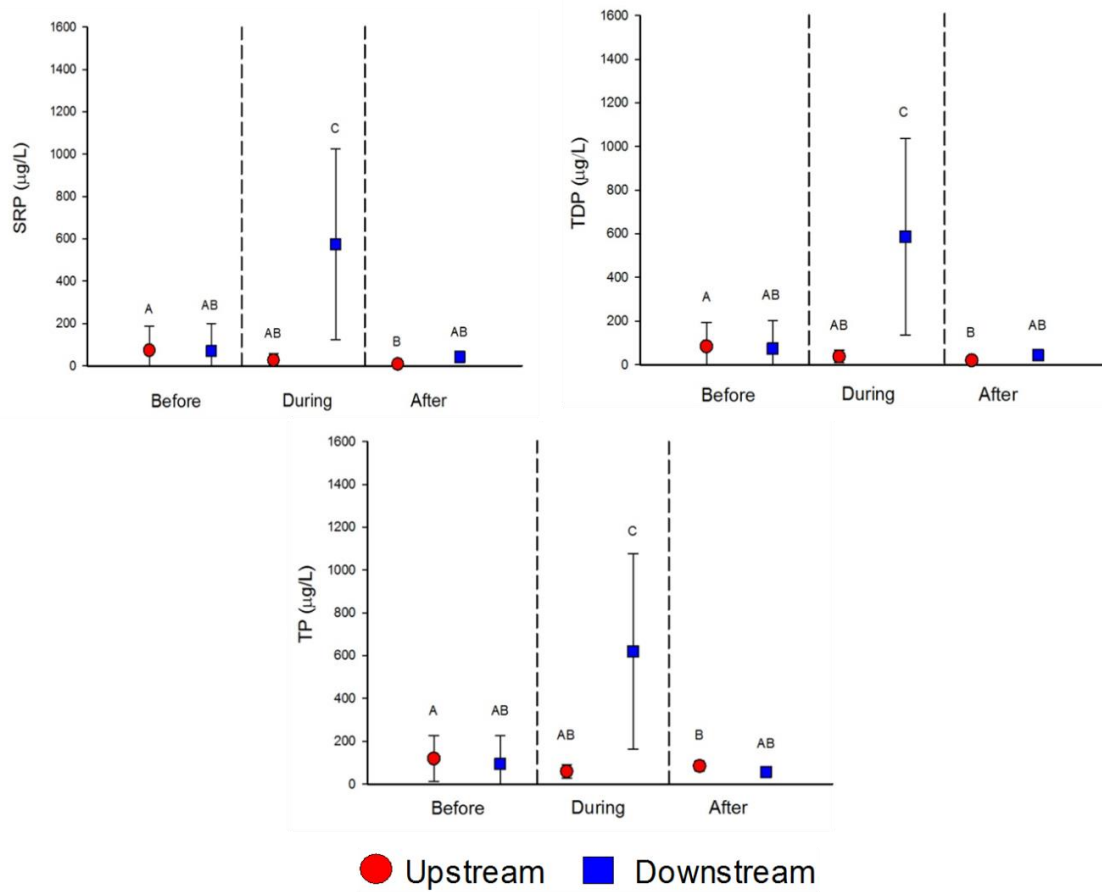 1600
1400
1200
1000
800
600
400
200
0
SRP (µg/L)
A
AB
AB
C
B
AB
Before During After
1600
1400
1200
1000
800
600
400
200
0
TDP (µg/L)
A
AB
AB
C
B
AB
Before During After
1600
1400
1200
1000
800
600
400
200
0
TP (µg/L)
A
AB
AB
C
B
AB
Before During After
Upstream Downstream